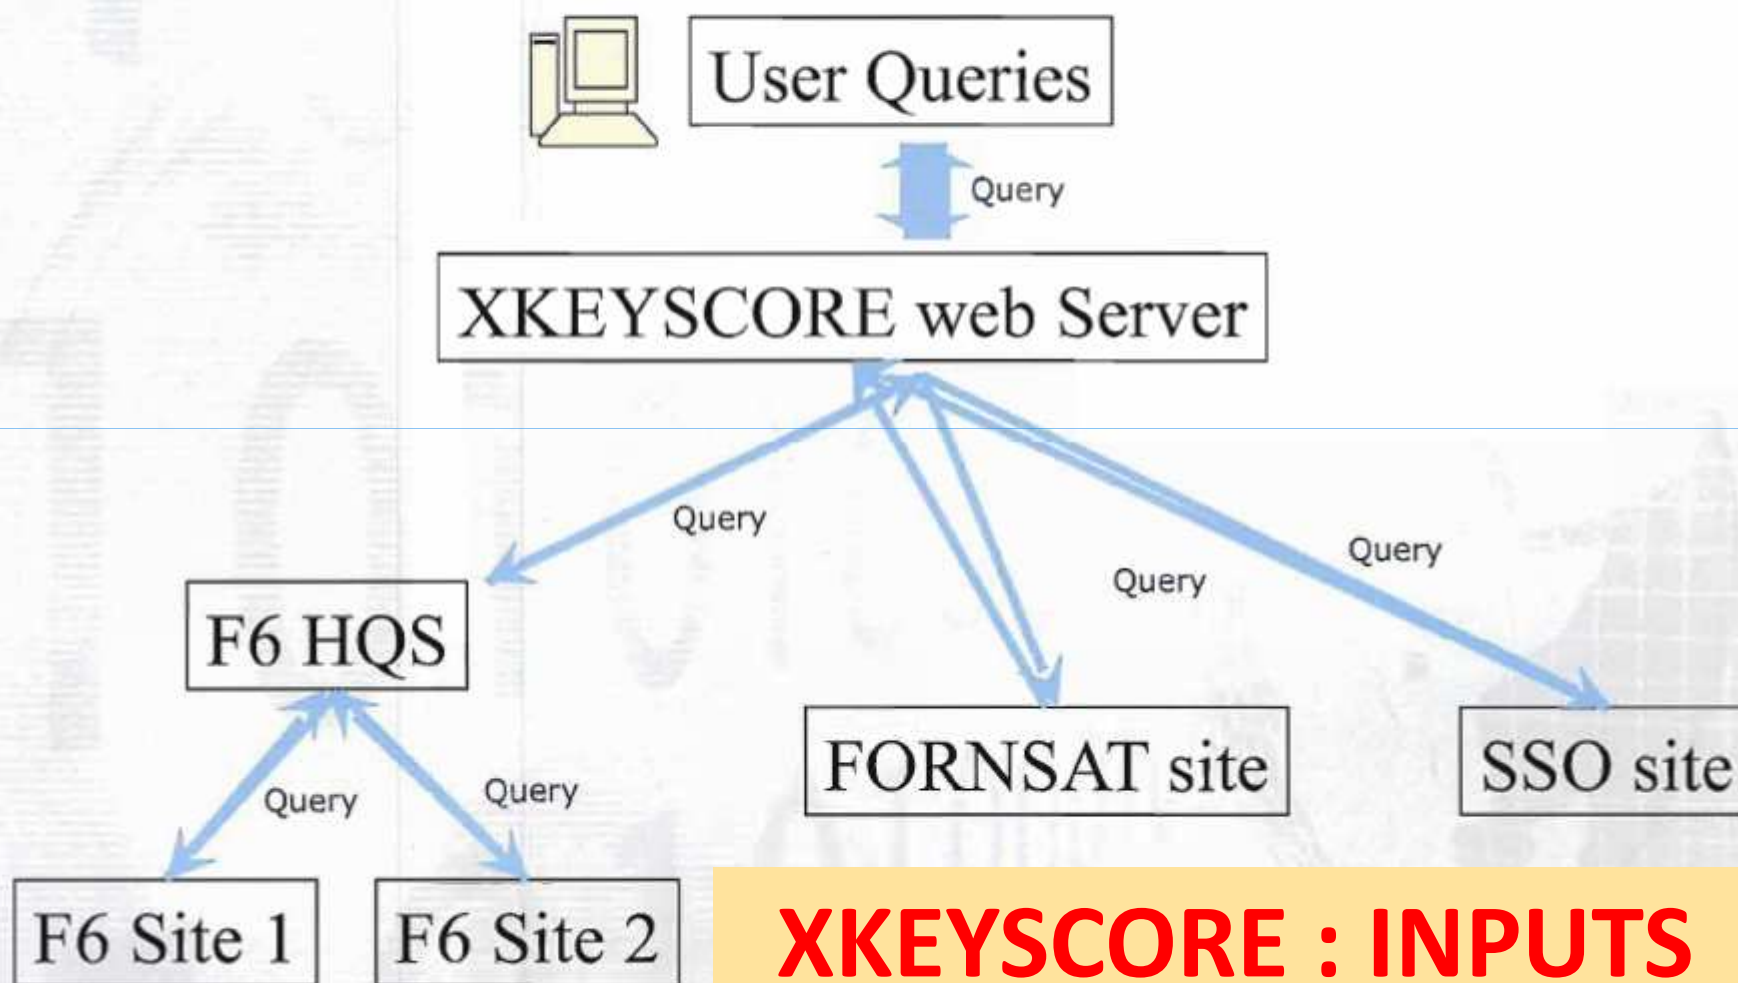 User Queries
Query
XKEYSCORE web Server
Query
Query
Query
F6 HQS
FORNSAT site
SSO site
Query
Query
F6 Site 1
F6 Site 2
XKEYSCORE : INPUTS